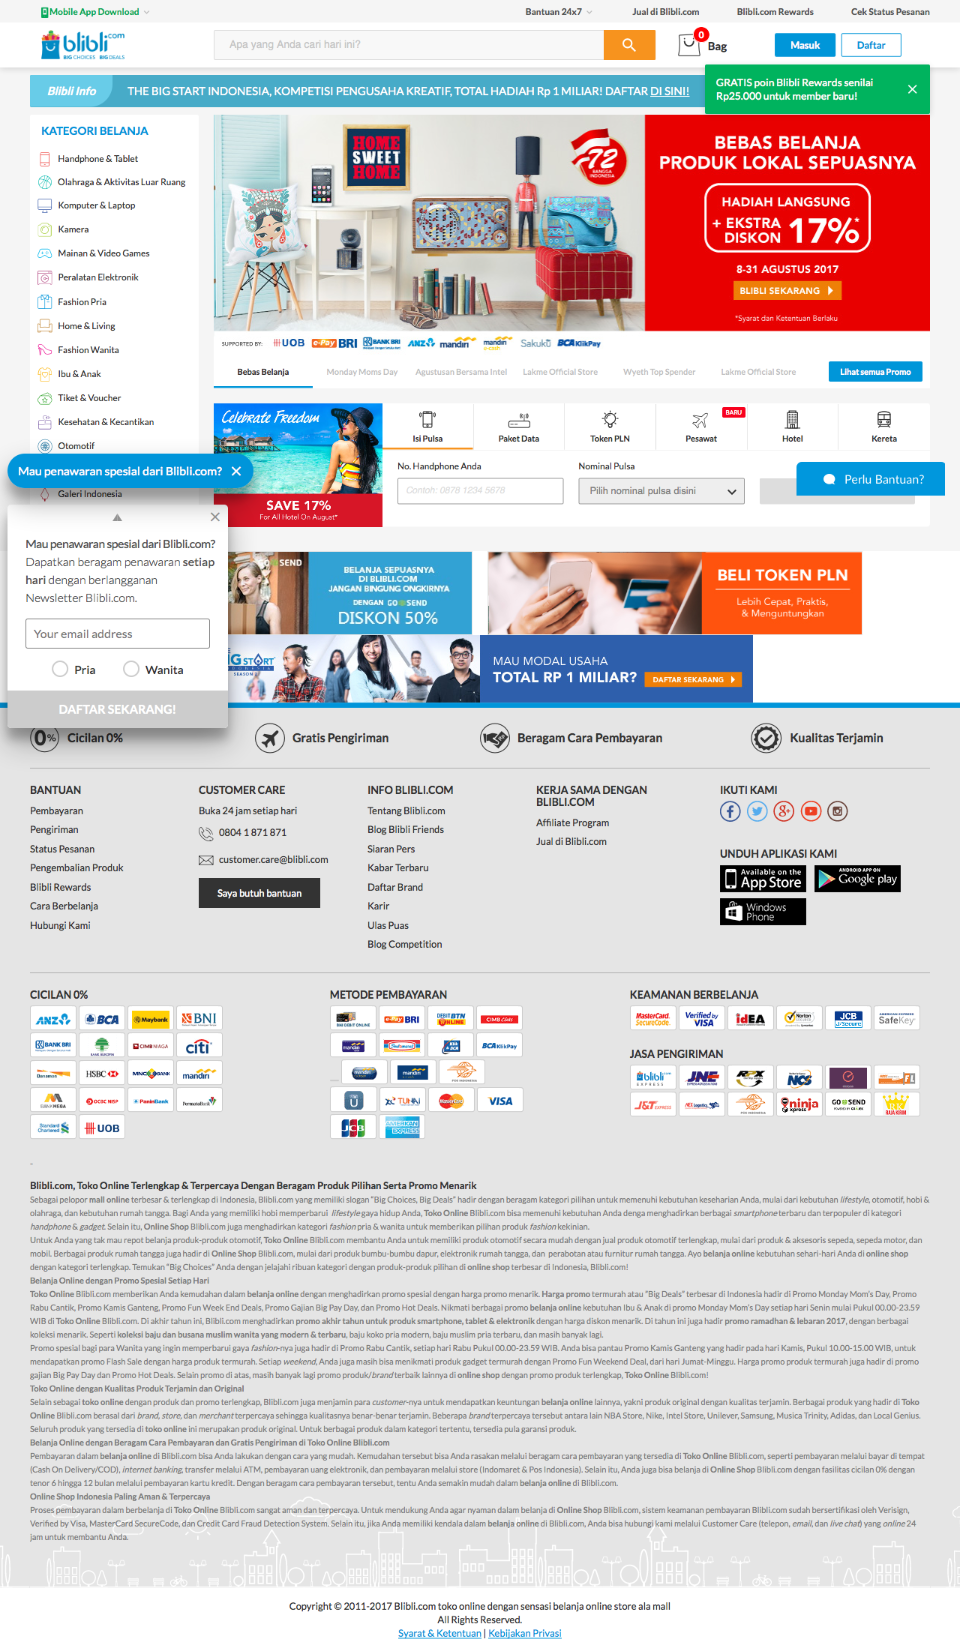 Mobile App Download
Bantuan 24x7
Jual di Blibli.com
Blibli.com Rewards
Cek Status Pesanan
blibli.com
BIG CHOICES BIG DEALS
Apa yang Anda cari hari ini?
0
Bag
Masuk
Daftar
Blibli Info
THE BIG START INDONESIA, KOMPETISI PENGUSAHA KREATIF, TOTAL HADIAH Rp 1 MILIAR! DAFTAR DI SINI!
GRATIS poin Blibli Rewards senilai
Rp25.000 untuk member baru!
KATEGORI BELANJA
Handphone & Tablet
Olahraga & Aktivitas Luar Ruang
Komputer & Laptop
Kamera
Mainan & Video Games
Peralatan Elektronik
Fashion Pria
Home & Living
Fashion Wanita
Ibu & Anak
Tiket & Voucher
Kesehatan & Kecantikan
Otomotif
Galeri Indonesia
HOME
SWEET
HOME
72
BANGGA
INDONESIA
BEBAS BELANJA
PRODUK LOKAL SEPUASNYA
HADIAH LANGSUNG
+ EKSTRA
DISKON 17%*
8-31 AGUSTUS 2017
BLIBLI SEKARANG
*Syarat dan Ketentuan Berlaku
SUPPORTED BY:
UOB
e-Pay BRI
BANK BRI
ANZ
mandiri
mandiri
Sakuku
BCA KlikPay
Bebas Belanja
Monday Moms Day
Agustusan Bersama Intel
Lakme Official Store
Wyeth Top Spender
Lakme Official Store
Lihat semua Promo
Celebrate Freedom
SAVE 17%
For All Hotel On August*
Isi Pulsa
Paket Data
Token PLN
Pesawat
BARU
Hotel
Kereta
No. Handphone Anda
Contoh: 0878 1234 5678
Nominal Pulsa
Pilih nominal pulsa disini
Perlu Bantuan?
Mau penawaran spesial dari Blibli.com?
Mau penawaran spesial dari Blibli.com?
Dapatkan beragam penawaran setiap
hari dengan berlangganan
Newsletter Blibli.com.
Your email address
Pria
Wanita
DAFTAR SEKARANG!
SEND
BELANJA SEPUASNYA
DI BLIBLI.COM
JANGAN BINGUNG ONGKIRNYA
DENGAN GO SEND
DISKON 50%
BELI TOKEN PLN
Lebih Cepat, Praktis,
& Menguntungkan
MAU MODAL USAHA
TOTAL RP 1 MILIAR?
DAFTAR SEKARANG
0%
Cicilan 0%
Gratis Pengiriman
Beragam Cara Pembayaran
Kualitas Terjamin
BANTUAN
Pembayaran
Pengiriman
Status Pesanan
Pengembalian Produk
Blibli Rewards
Cara Berbelanja
Hubungi Kami
CUSTOMER CARE
Buka 24 jam setiap hari
0804 1 871 871
customer.care@blibli.com
Saya butuh bantuan
INFO BLIBLI.COM
Tentang Blibli.com
Blog Blibli Friends
Siaran Pers
Kabar Terbaru
Daftar Brand
Karir
Ulas Puas
Blog Competition
KERJA SAMA DENGAN
BLIBLI.COM
Affiliate Program
Jual di Blibli.com
IKUTI KAMI
UNDUH APLIKASI KAMI
Available on the
App Store
ANDROID APP ON
Google play
Windows
Phone
CICILAN 0%
ANZ
BCA
Maybank
BNI
BANK BRI
CIMB NIAGA
citi
Danamon
HSBC
MNC BANK
mandiri
BANK MEGA
OCBC NISP
PaninBank
PermataBank
Standard
Chartered
UOB
METODE PEMBAYARAN
e-Pay BRI
CIMB Clicks
mandiri
BCA KlikPay
mandiri
MasterCard
VISA
JCB
AMERICAN
EXPRESS
KEAMANAN BERBELANJA
MasterCard.
SecureCode.
Verified by
VISA
idEA
Norton
JCB
J/Secure
SafeKey
JASA PENGIRIMAN
blibli
EXPRESS
JNE
RPX
NCS
J&T EXPRESS
ninja
xpress
GO SEND
RAJA KIRIM
-
Blibli.com, Toko Online Terlengkap & Terpercaya Dengan Beragam Produk Pilihan Serta Promo Menarik
Sebagai pelopor mall online terbesar & terlengkap di Indonesia, Blibli.com yang memiliki slogan "Big Choices, Big Deals" hadir dengan beragam kategori pilihan untuk memenuhi kebutuhan keseharian Anda, mulai dari kebutuhan lifestyle, otomotif, hobi &
olahraga, dan kebutuhan rumah tangga. Bagi Anda yang memiliki hobi memperbarui lifestyle gaya hidup Anda, Toko Online Blibli.com bisa memenuhi kebutuhan Anda denga menghadirkan berbagai smartphone terbaru dan terpopuler di kategori
handphone & gadget. Selain itu, Online Shop Blibli.com juga menghadirkan kategori fashion pria & wanita untuk memberikan pilihan produk fashion kekinian.
Untuk Anda yang tak mau repot belanja produk-produk otomotif, Toko Online Blibli.com membantu Anda untuk memiliki produk otomotif secara mudah dengan jual produk otomotif terlengkap, mulai dari produk & aksesoris sepeda, sepeda motor, dan
mobil. Berbagai produk rumah tangga juga hadir di Online Shop Blibli.com, mulai dari produk bumbu-bumbu dapur, elektronik rumah tangga, dan perabotan atau furnitur rumah tangga. Ayo belanja online kebutuhan sehari-hari Anda di online shop
dengan kategori terlengkap. Temukan "Big Choices" Anda dengan jelajahi ribuan kategori dengan produk-produk pilihan di online shop terbesar di Indonesia, Blibli.com!
Belanja Online dengan Promo Spesial Setiap Hari
Toko Online Blibli.com memberikan Anda kemudahan dalam belanja online dengan menghadirkan promo spesial dengan harga promo menarik. Harga promo termurah atau "Big Deals" terbesar di Indonesia hadir di Promo Monday Mom's Day, Promo
Rabu Cantik, Promo Kamis Ganteng, Promo Fun Week End Deals, Promo Gajian Big Pay Day, dan Promo Hot Deals. Nikmati berbagai promo belanja online kebutuhan Ibu & Anak di promo Monday Mom's Day setiap hari Senin mulai Pukul 00.00-23.59
WIB di Toko Online Blibli.com. Di akhir tahun ini, Blibli.com menghadirkan promo akhir tahun untuk produk smartphone, tablet & elektronik dengan harga diskon menarik. Di tahun ini juga hadir promo ramadhan & lebaran 2017, dengan berbagai
koleksi menarik. Seperti koleksi baju dan busana muslim wanita yang modern & terbaru, baju koko pria modern, baju muslim pria terbaru, dan masih banyak lagi.
Promo spesial bagi para Wanita yang ingin memperbarui gaya fashion-nya juga hadir di Promo Rabu Cantik, setiap hari Rabu Pukul 00.00-23.59 WIB. Anda bisa pantau Promo Kamis Ganteng yang hadir pada hari Kamis, Pukul 10.00-15.00 WIB, untuk
mendapatkan promo Flash Sale dengan harga produk termurah. Setiap weekend, Anda juga masih bisa menikmati produk gadget termurah dengan Promo Fun Weekend Deal, dari hari Jumat-Minggu. Harga promo produk termurah juga hadir di promo
gajian Big Pay Day dan Promo Hot Deals. Selain promo di atas, masih banyak lagi promo produk/brand terbaik lainnya di online shop dengan promo produk terlengkap, Toko Online Blibli.com!
Toko Online dengan Kualitas Produk Terjamin dan Original
Selain sebagai toko online dengan produk dan promo terlengkap, Blibli.com juga menjamin para customer-nya untuk mendapatkan keuntungan belanja online lainnya, yakni produk original dengan kualitas terjamin. Berbagai produk yang hadir di Toko
Online Blibli.com berasal dari brand, store, dan merchant terpercaya sehingga kualitasnya benar-benar terjamin. Beberapa brand terpercaya tersebut antara lain NBA Store, Nike, Intel Store, Unilever, Samsung, Musica Trinity, Adidas, dan Local Genius.
Seluruh produk yang tersedia di toko online ini merupakan produk original. Untuk berbagai produk dalam kategori tertentu, tersedia pula garansi produk.
Belanja Online dengan Beragam Cara Pembayaran dan Gratis Pengiriman di Toko Online Blibli.com
Pembayaran dalam belanja online di Blibli.com bisa Anda lakukan dengan cara yang mudah. Kemudahan tersebut bisa Anda rasakan melalui beragam cara pembayaran yang tersedia di Toko Online Blibli.com, seperti pembayaran melalui bayar di tempat
(Cash On Delivery/COD), internet banking, transfer melalui ATM, pembayaran uang elektronik, dan pembayaran melalui store (Indomaret & Pos Indonesia). Selain itu, Anda juga bisa belanja di Online Shop Blibli.com dengan fasilitas cicilan 0% dengan
tenor 6 hingga 12 bulan melalui pembayaran kartu kredit. Dengan beragam cara pembayaran tersebut, tentu Anda semakin mudah dalam belanja online di Blibli.com.
Online Shop Indonesia Paling Aman & Terpercaya
Proses pembayaran dalam berbelanja di Toko Online Blibli.com sangat aman dan terpercaya. Untuk mendukung Anda agar nyaman dalam belanja di Online Shop Blibli.com, sistem keamanan pembayaran Blibli.com sudah bersertifikasi oleh Verisign,
Verified by Visa, MasterCard SecureCode, dan Credit Card Fraud Detection System. Selain itu, jika Anda memiliki kendala dalam belanja online di Blibli.com, Anda bisa hubungi kami melalui Customer Care (telepon, email, dan live chat) yang online 24
jam untuk membantu Anda.
Copyright © 2011-2017 Blibli.com toko online dengan sensasi belanja online store ala mall
All Rights Reserved.
Syarat & Ketentuan | Kebijakan Privasi